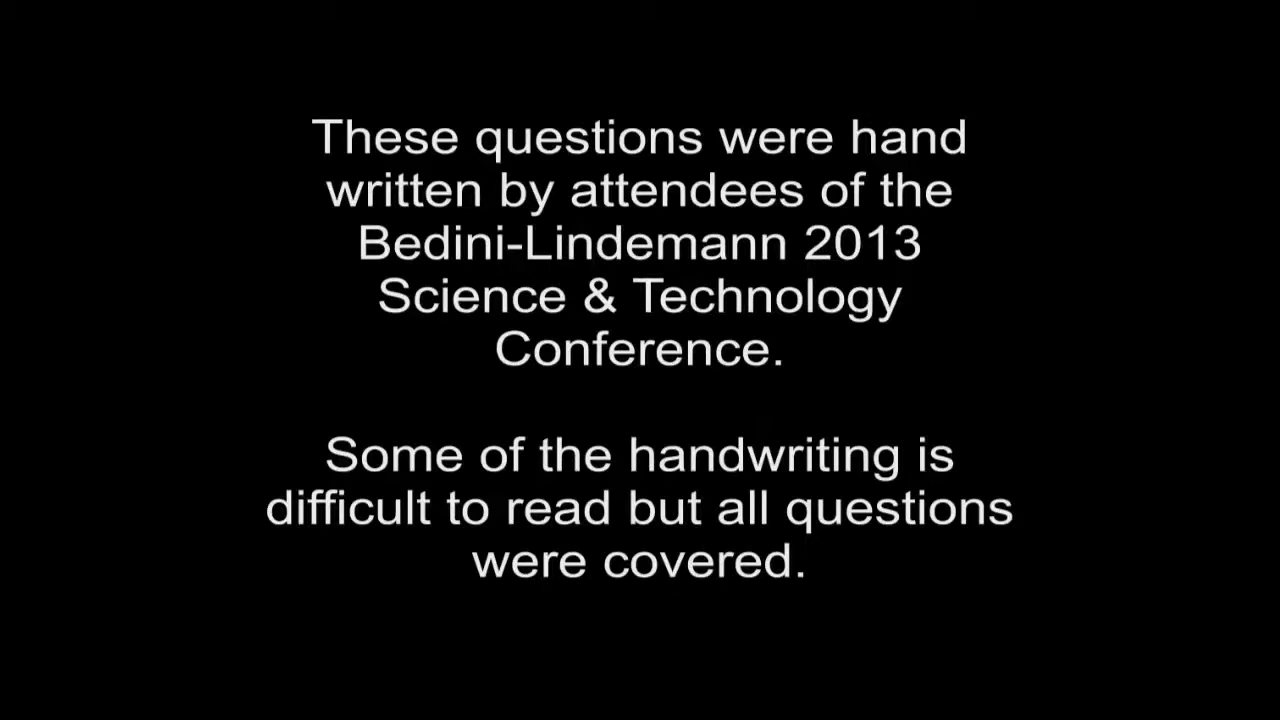 These questions were hand
written by attendees of the
Bedini-Lindemann 2013
Science & Technology
Conference.
Some of the handwriting is
difficult to read but all questions
were covered.